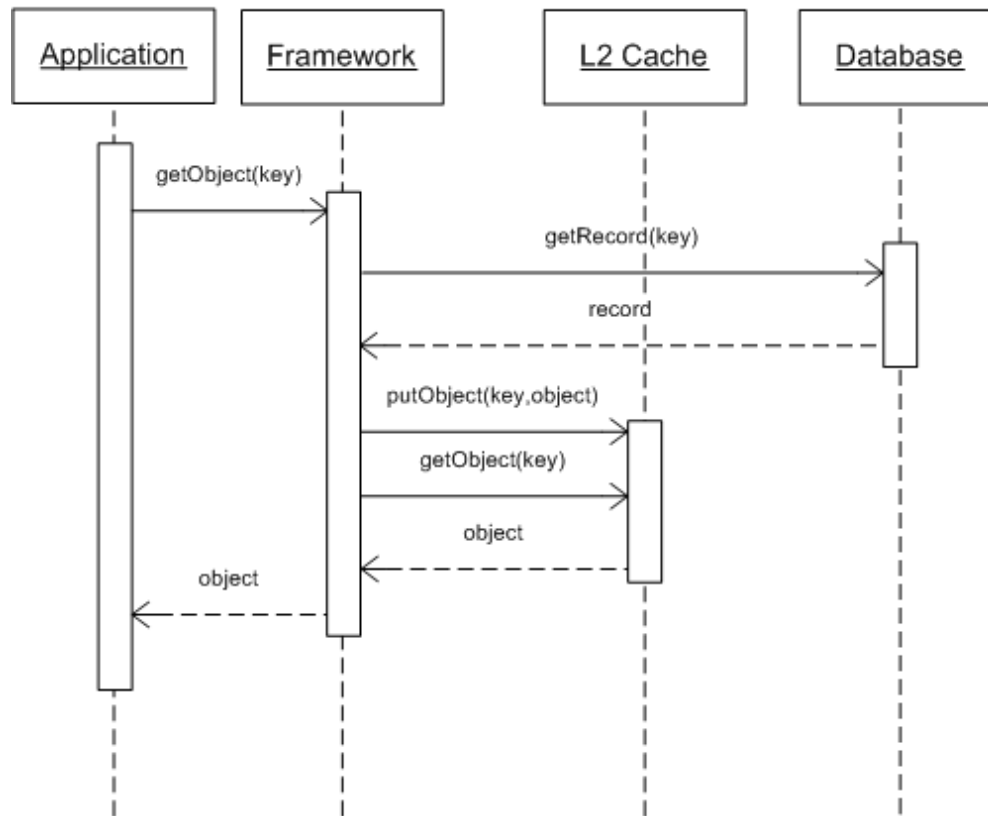 Application
Framework
L2 Cache
Database
getObject(key)
getRecord(key)
record
putObject(key,object)
getObject(key)
object
object